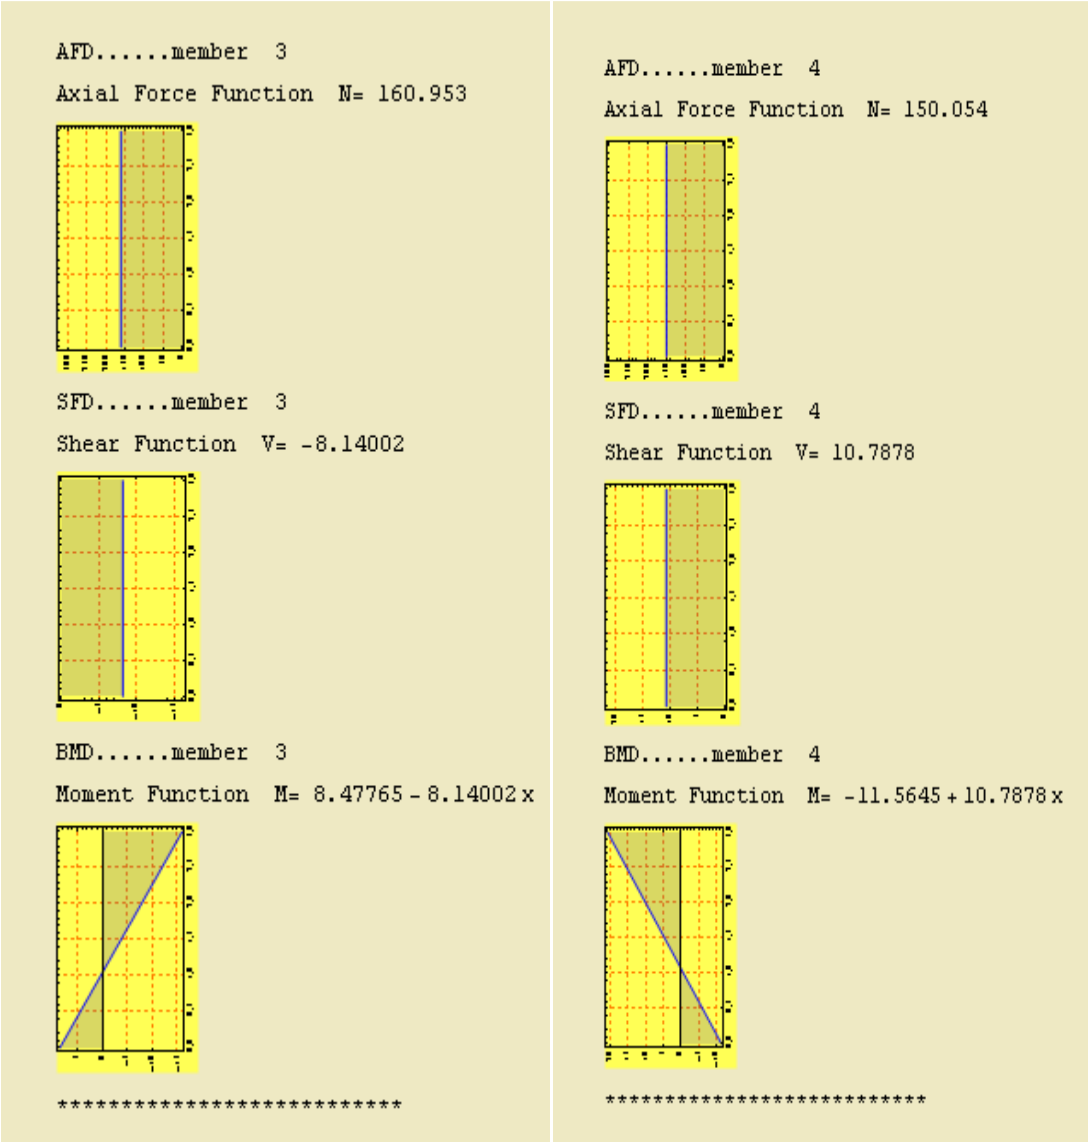 AFD......member 3
Axial Force Function N= 160.953
SFD......member 3
Shear Function V= -8.14002
BMD......member 3
Moment Function M= 8.47765 - 8.14002 x
***************************
AFD......member 4
Axial Force Function N= 150.054
SFD......member 4
Shear Function V= 10.7878
BMD......member 4
Moment Function M= -11.5645 + 10.7878 x
***************************